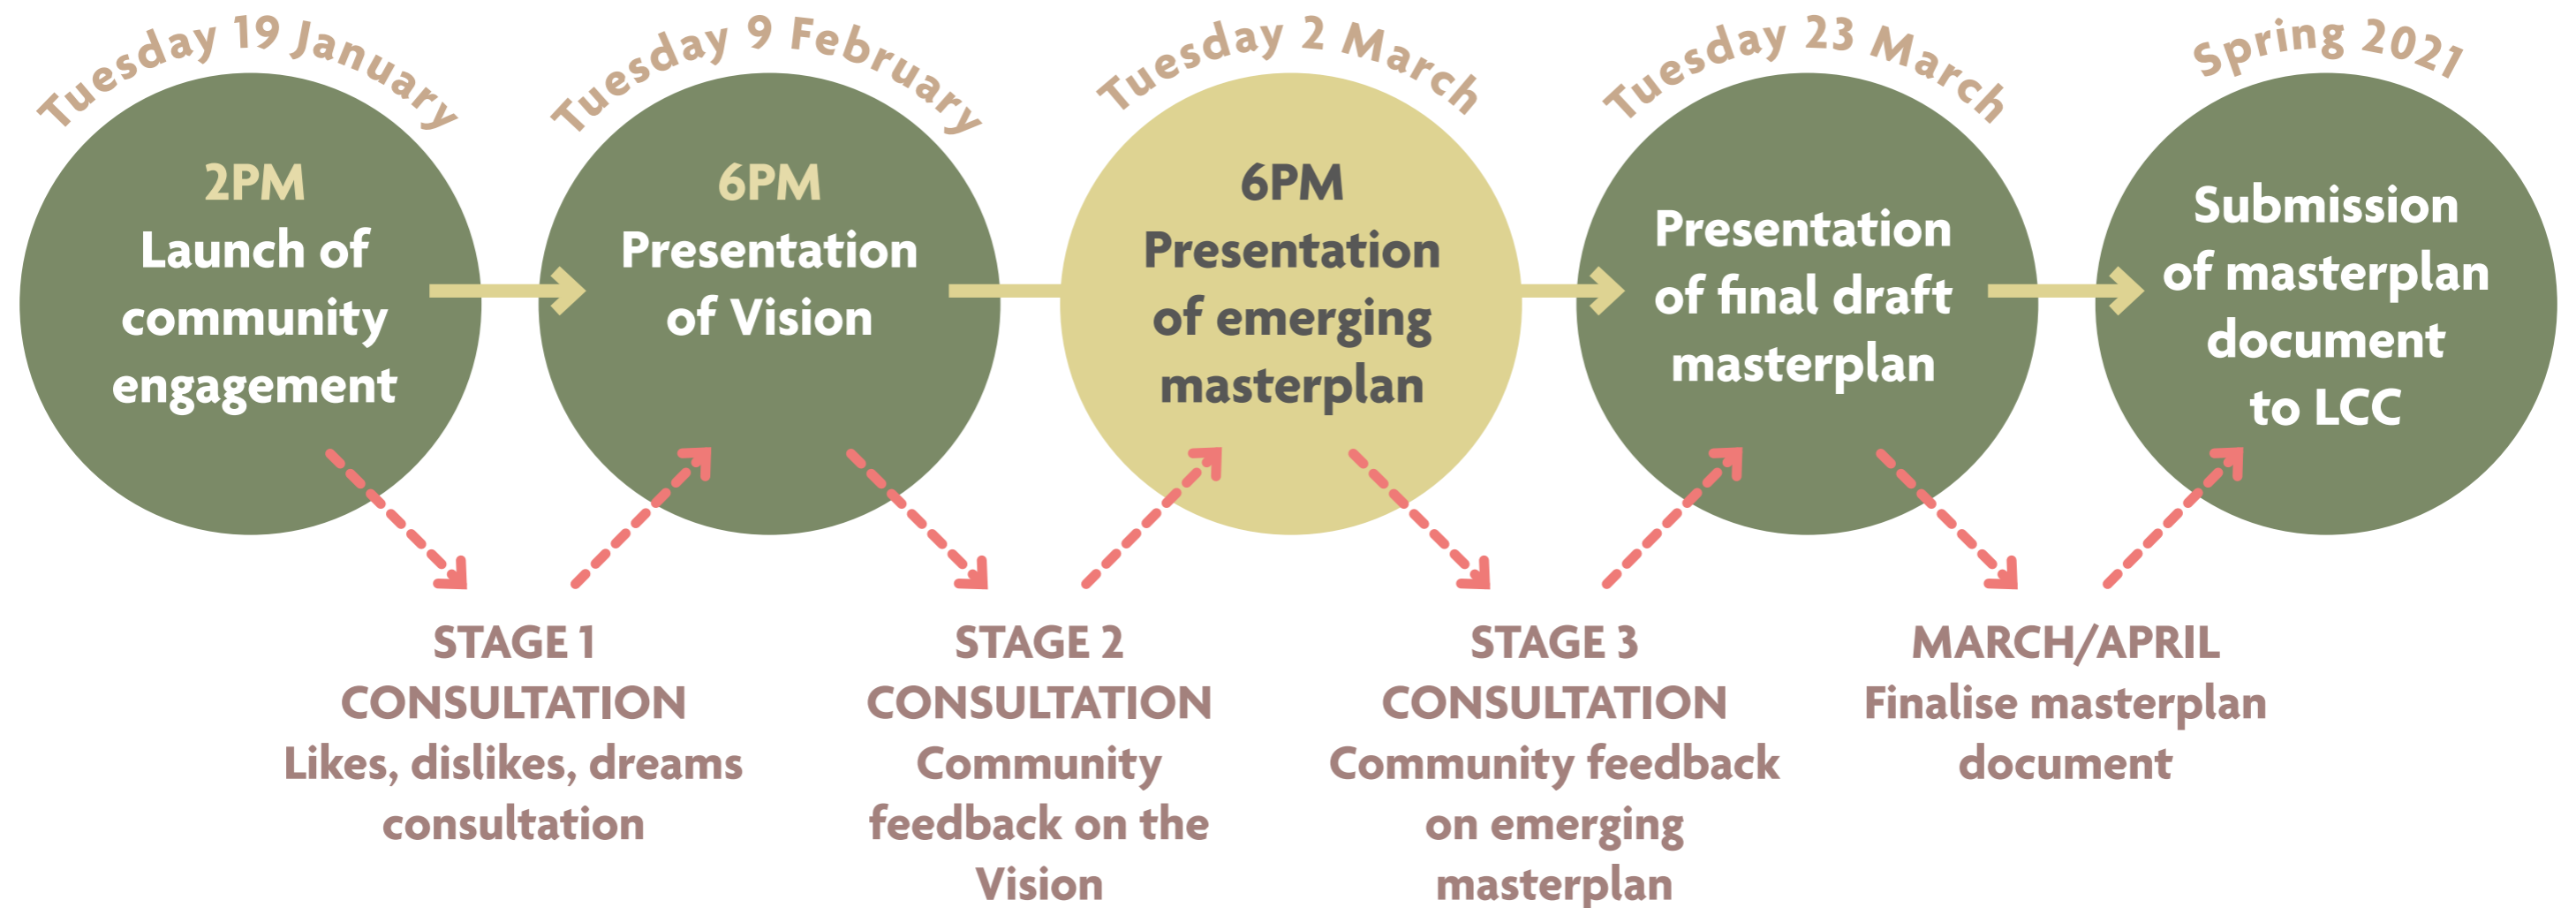 Tuesday 19 January
2PM
Launch of
community
engagement
Tuesday 9 February
6PM
Presentation
of Vision
Tuesday 2 March
6PM
Presentation
of emerging
masterplan
Tuesday 23 March
Presentation
of final draft
masterplan
Spring 2021
Submission
of masterplan
document
to LCC
STAGE 1
CONSULTATION
Likes, dislikes, dreams
consultation
STAGE 2
CONSULTATION
Community
feedback on the
Vision
STAGE 3
CONSULTATION
Community feedback
on emerging
masterplan
MARCH/APRIL
Finalise masterplan
document